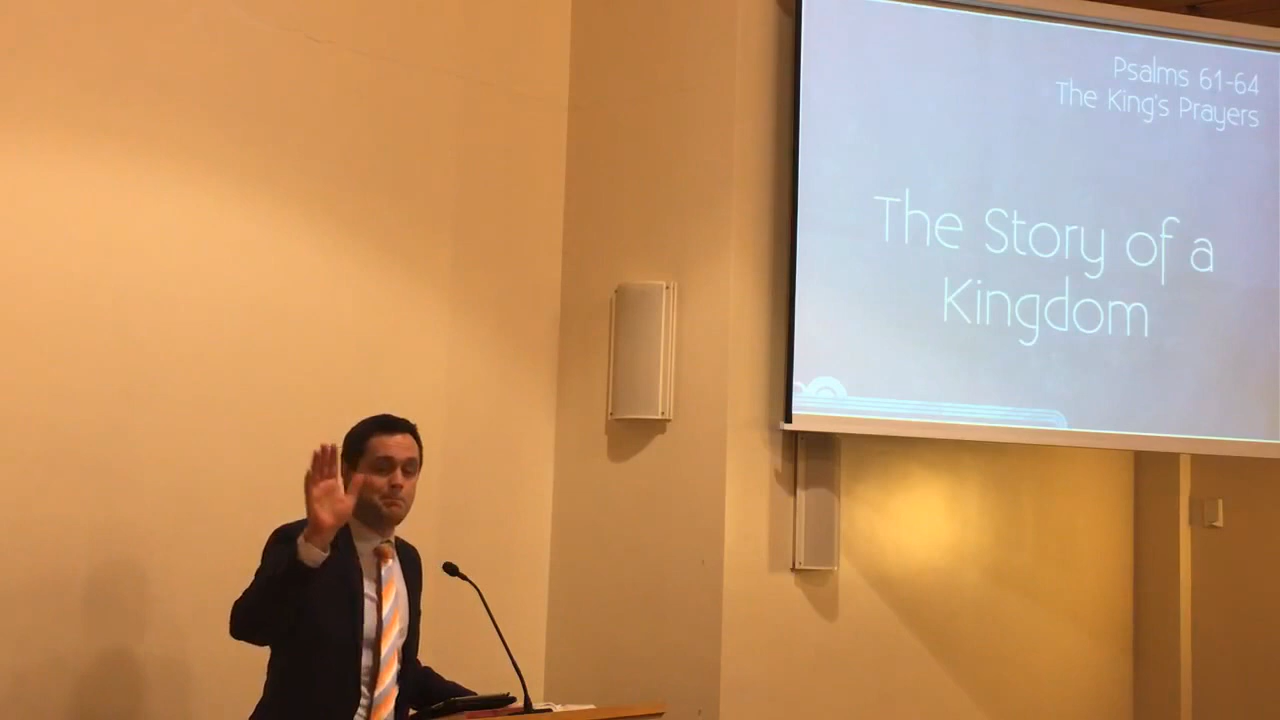 Psalms 61-64
The King's Prayers
The Story of a
Kingdom